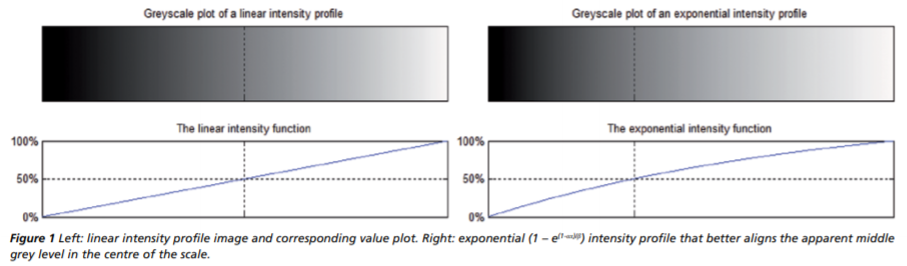 Greyscale plot of a linear intensity profile
Greyscale plot of an exponential intensity profile
The linear intensity function
The exponential intensity function
100%
50%
0%
100%
50%
0%
Figure 1 Left: linear intensity profile image and corresponding value plot. Right: exponential (1 – e) intensity profile that better aligns the apparent middle
grey level in the centre of the scale.